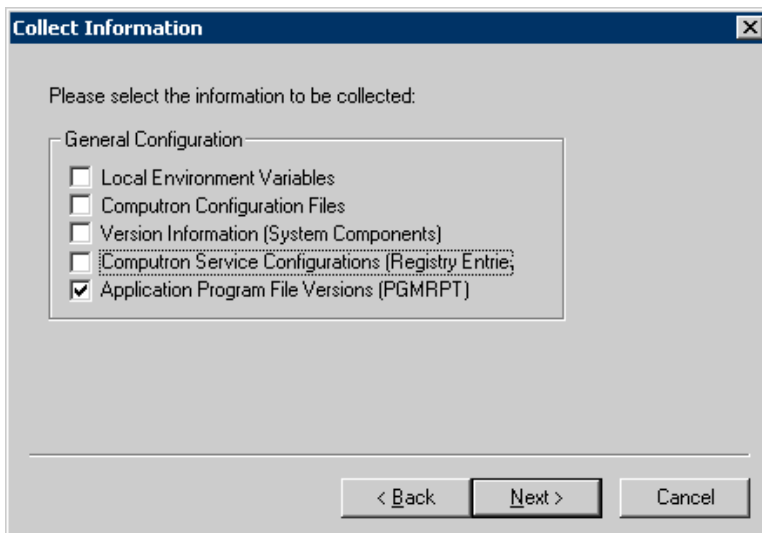 Collect Information
Please select the information to be collected:
General Configuration
Local Environment Variables
Computron Configuration Files
Version Information (System Components)
Computron Service Configurations (Registry Entrie
Application Program File Versions (PGMRPT)
< Back
Next >
Cancel